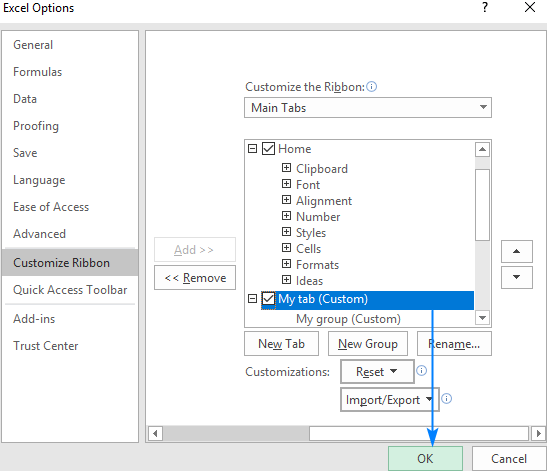 Excel Options
?
General
Formulas
Data
Proofing
Save
Language
Ease of Access
Advanced
Customize Ribbon
Quick Access Toolbar
Add-ins
Trust Center
Add >>
<< Remove
Customize the Ribbon:
Main Tabs
Home
Clipboard
Font
Alignment
Number
Styles
Cells
Formats
Ideas
My tab (Custom)
My group (Custom)
New Tab New Group Rename...
Customizations: Reset
Import/Export
OK Cancel